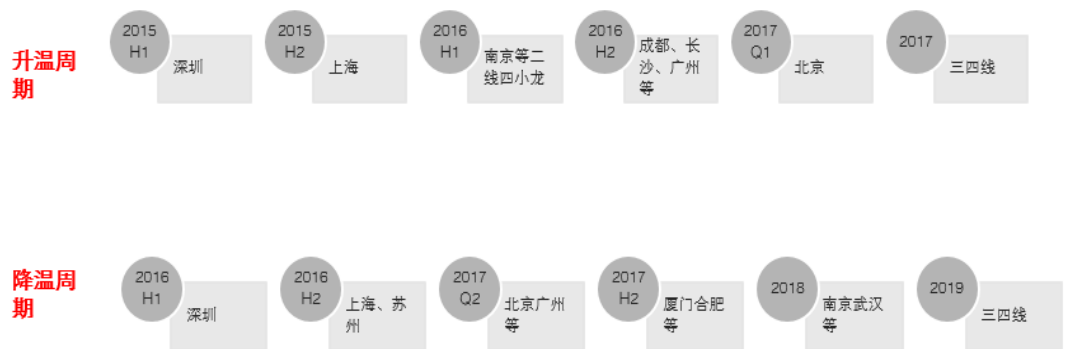 升温周
期
2015
H1
深圳
2015
H2
上海
2016
H1
南京等二
线四小龙
2016
H2
成都、长
沙、广州
等
2017
Q1
北京
2017
三四线
降温周
期
2016
H1
深圳
2016
H2
上海、苏
州
2017
Q2
北京广州
等
2017
H2
厦门合肥
等
2018
南京武汉
等
2019
三四线